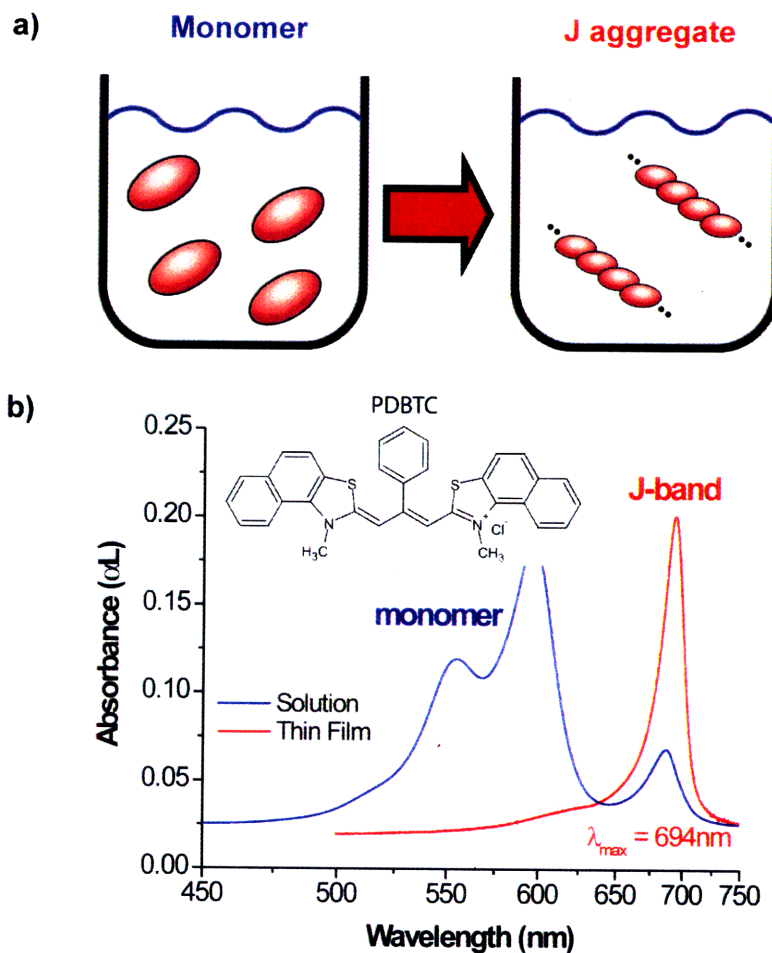 a)
Monomer
J aggregate
b)
PDBTC
S
N
H₃C
S
N⁺
Cl⁻
CH₃
J-band
monomer
Solution
Thin Film
λmax = 694nm
Absorbance (αL)
0.25
0.20
0.15
0.10
0.05
0.00
450
500
550
600
650
700
750
Wavelength (nm)